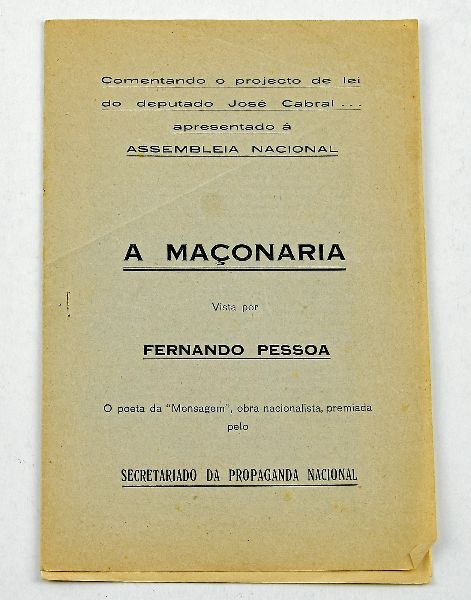 Comentando o projecto de lei
do deputado José Cabral ...
apresentado á
ASSEMBLEIA NACIONAL
A MAÇONARIA
Vista por
FERNANDO PESSOA
O poeta da "Mensagem", obra nacionalista, premiada
pelo
SECRETARIADO DA PROPAGANDA NACIONAL